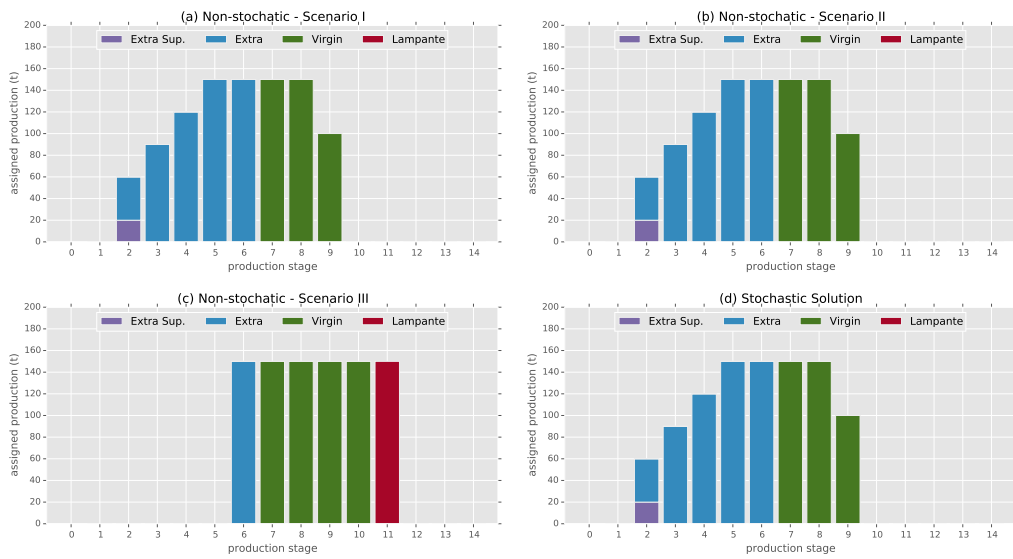 (a) Non-stochatic - Scenario I
Extra Sup. Extra Virgin Lampante
assigned production (t)
200
180
160
140
120
100
80
60
40
20
0
0 1 2 3 4 5 6 7 8 9 10 11 12 13 14
production stage
(b) Non-stochatic - Scenario II
Extra Sup. Extra Virgin Lampante
assigned production (t)
200
180
160
140
120
100
80
60
40
20
0
0 1 2 3 4 5 6 7 8 9 10 11 12 13 14
production stage
(c) Non-stochatic - Scenario III
Extra Sup. Extra Virgin Lampante
assigned production (t)
200
180
160
140
120
100
80
60
40
20
0
0 1 2 3 4 5 6 7 8 9 10 11 12 13 14
production stage
(d) Stochastic Solution
Extra Sup. Extra Virgin Lampante
assigned production (t)
200
180
160
140
120
100
80
60
40
20
0
0 1 2 3 4 5 6 7 8 9 10 11 12 13 14
production stage